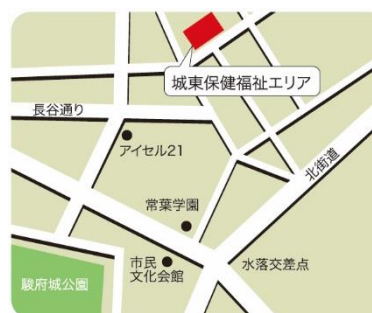 城東保健福祉エリア
長谷通り
アイセル21
北街道
常葉学園
市民
文化会館
水落交差点
駿府城公園